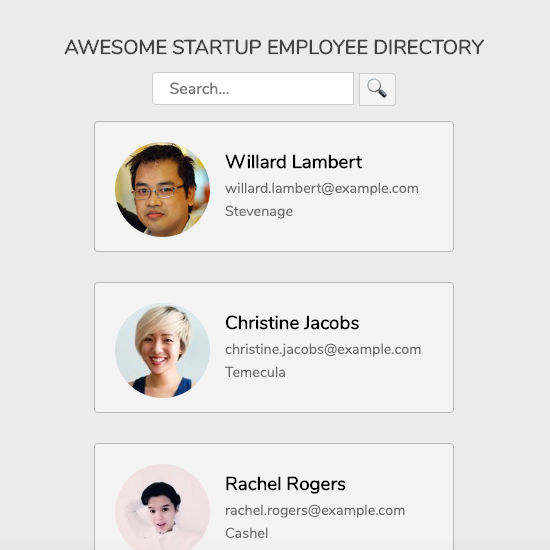 AWESOME STARTUP EMPLOYEE DIRECTORY
Search...
Willard Lambert
willard.lambert@example.com
Stevenage
Christine Jacobs
christine.jacobs@example.com
Temecula
Rachel Rogers
rachel.rogers@example.com
Cashel